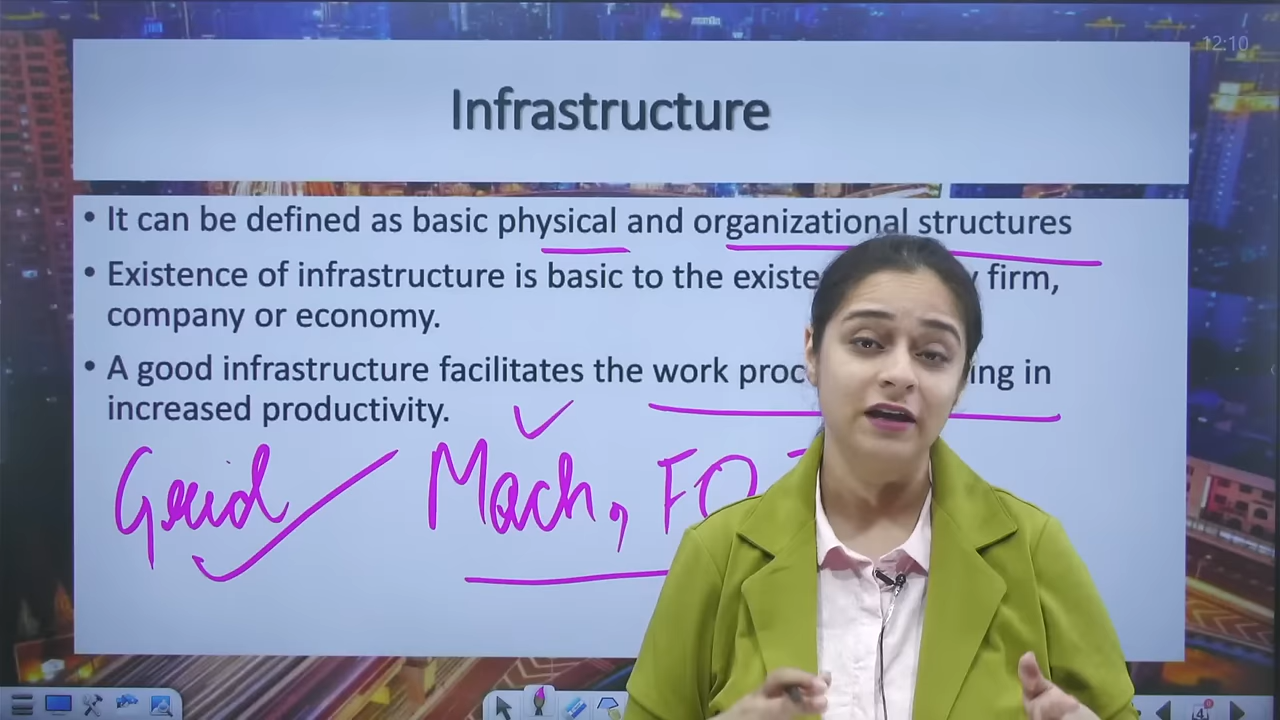 12:10
Infrastructure
• It can be defined as basic physical and organizational structures
• Existence of infrastructure is basic to the existe firm,
company or economy.
• A good infrastructure facilitates the work proc ing in
increased productivity.
Mach, FO
4